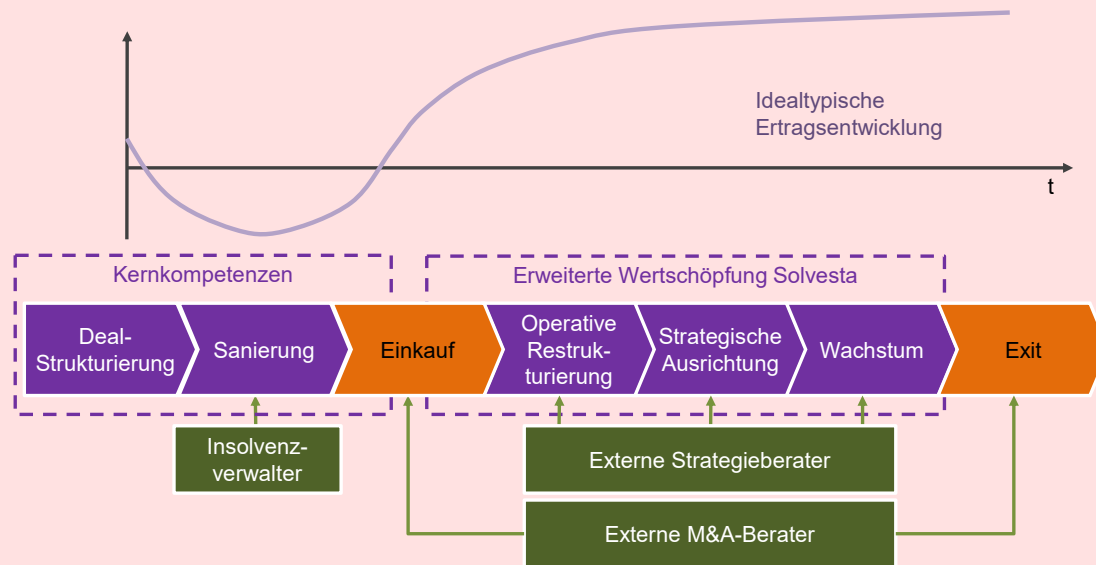 Idealtypische
Ertragsentwicklung
t
Kernkompetenzen
Erweiterte Wertschöpfung Solvesta
Deal-
Strukturierung
Sanierung
Einkauf
Operative
Restruk-
turierung
Strategische
Ausrichtung
Wachstum
Exit
Insolvenz-
verwalter
Externe Strategieberater
Externe M&A-Berater